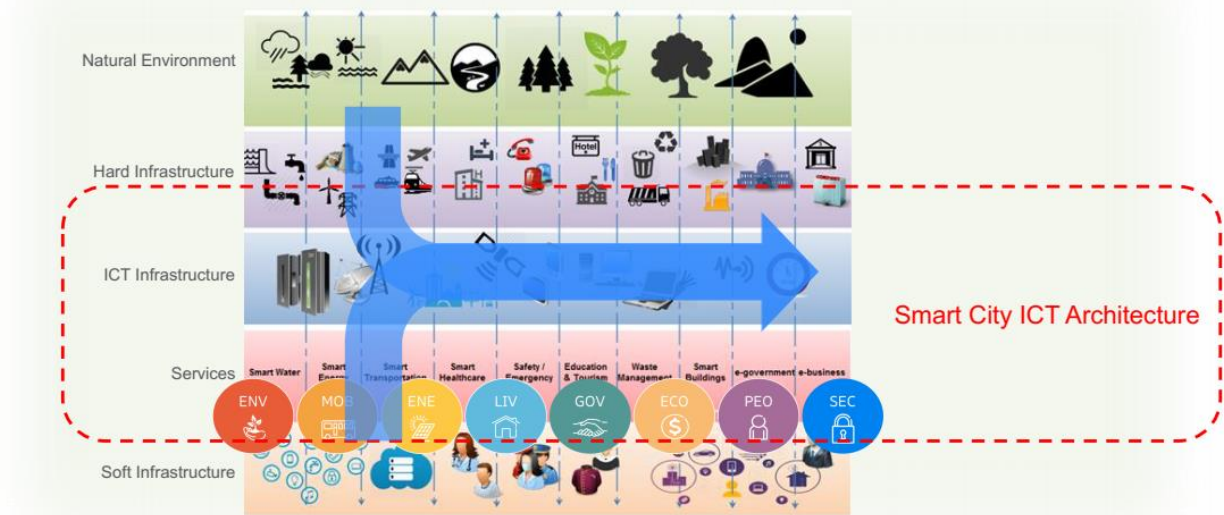 Natural Environment
Hard Infrastructure
Hotel
ICT Infrastructure
Smart City ICT Architecture
Services
Smart Water
Smart
Smart
Transportation
Smart
Healthcare
Safety /
Emergency
Education
& Tourism
Waste
Management
Smart
Buildings
e-government
e-business
ENV
MOB
ENE
LIV
GOV
ECO
PEO
SEC
Soft Infrastructure